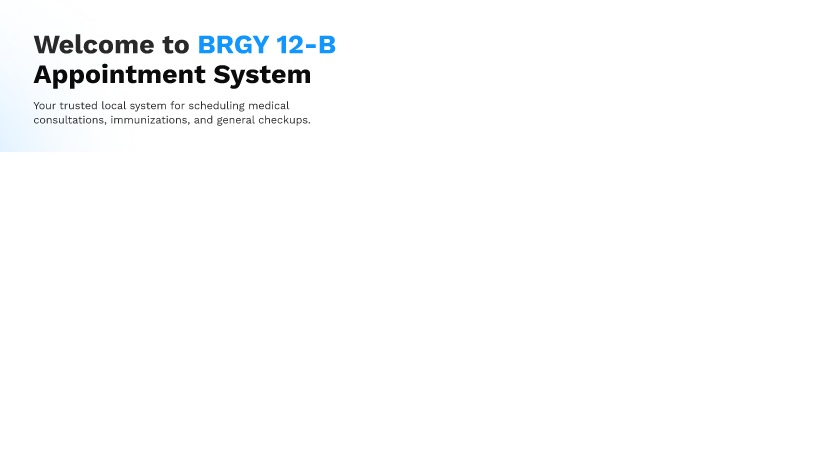 Welcome to BRGY 12-B
Appointment System
Your trusted local system for scheduling medical
consultations, immunizations, and general checkups.